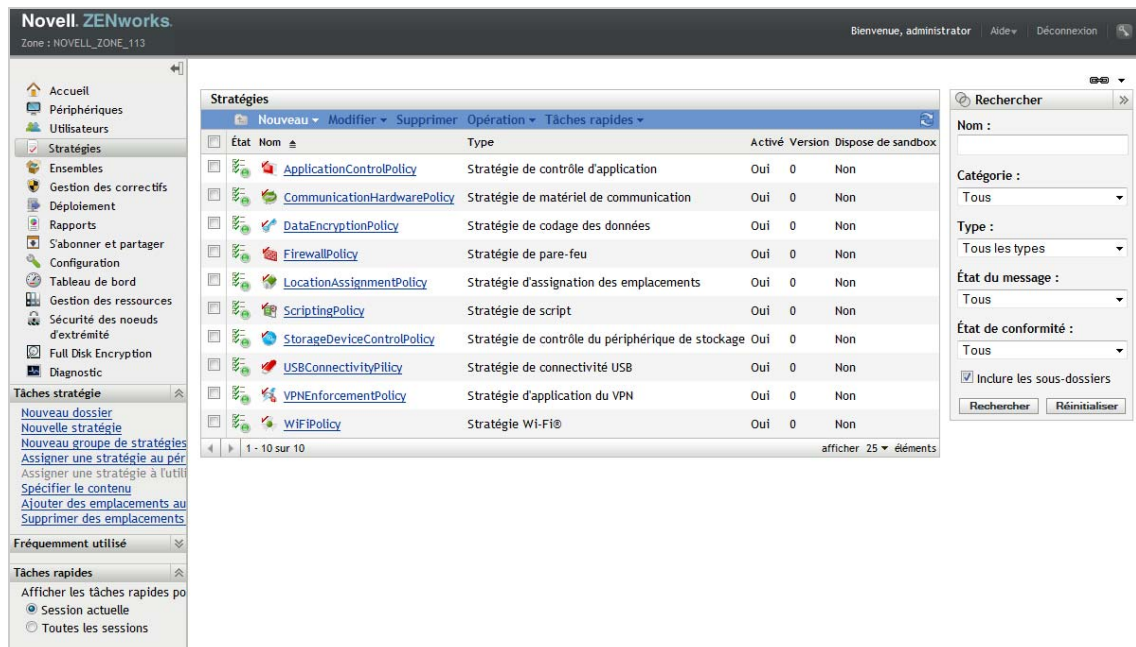 Novell. ZENworks.
Zone : NOVELL_ZONE_113
Bienvenue, administrator Aide Déconnexion
Accueil
Périphériques
Utilisateurs
Stratégies
Ensembles
Gestion des correctifs
Déploiement
Rapports
S'abonner et partager
Configuration
Tableau de bord
Gestion des ressources
Sécurité des noeuds
d'extrémité
Full Disk Encryption
Diagnostic
Tâches stratégie
Nouveau dossier
Nouvelle stratégie
Nouveau groupe de stratégies
Assigner une stratégie au pér
Assigner une stratégie à l'utili
Spécifier le contenu
Ajouter des emplacements au
Supprimer des emplacements
Fréquemment utilisé
Tâches rapides
Afficher les tâches rapides po
Session actuelle
Toutes les sessions
Stratégies
Nouveau Modifier Supprimer Opération Tâches rapides
État Nom Type Activé Version Dispose de sandbox
ApplicationControlPolicy Stratégie de contrôle d'application Oui 0 Non
CommunicationHardwarePolicy Stratégie de matériel de communication Oui 0 Non
DataEncryptionPolicy Stratégie de codage des données Oui 0 Non
FirewallPolicy Stratégie de pare-feu Oui 0 Non
LocationAssignmentPolicy Stratégie d'assignation des emplacements Oui 0 Non
ScriptingPolicy Stratégie de script Oui 0 Non
StorageDeviceControlPolicy Stratégie de contrôle du périphérique de stockage Oui 0 Non
USBConnectivityPilicy Stratégie de connectivité USB Oui 0 Non
VPNEnforcementPolicy Stratégie d'application du VPN Oui 0 Non
WiFiPolicy Stratégie Wi-Fi® Oui 0 Non
1 - 10 sur 10 afficher 25 éléments
Rechercher
Nom :
Catégorie :
Tous
Type :
Tous les types
État du message :
Tous
État de conformité :
Tous
Inclure les sous-dossiers
Rechercher Réinitialiser